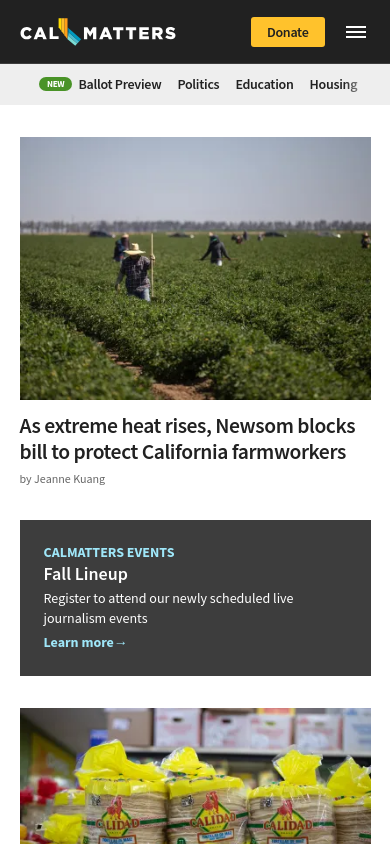 CALMATTERS
Donate
NEW Ballot Preview Politics Education Housing
As extreme heat rises, Newsom blocks
bill to protect California farmworkers
by Jeanne Kuang
CALMATTERS EVENTS
Fall Lineup
Register to attend our newly scheduled live
journalism events
Learn more→
CALIDAD CALIDAD CALIDAD